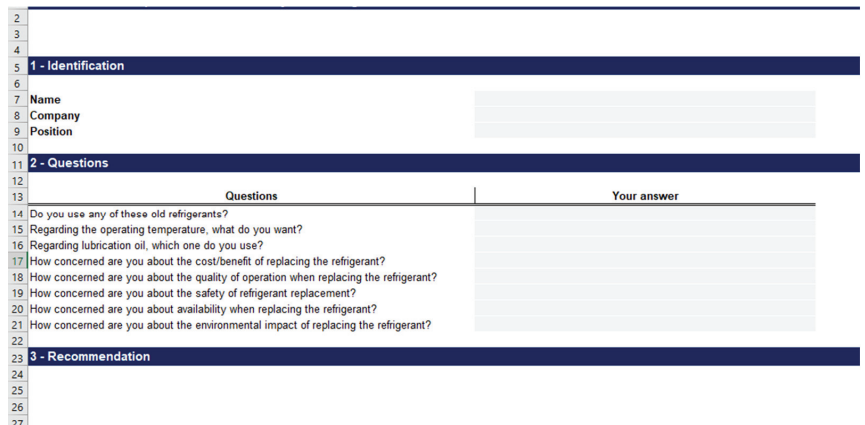 2
3
4
5 1 - Identification
6
7 Name
8 Company
9 Position
10
11 2 - Questions
12
13 Questions Your answer
14 Do you use any of these old refrigerants?
15 Regarding the operating temperature, what do you want?
16 Regarding lubrication oil, which one do you use?
17 How concerned are you about the cost/benefit of replacing the refrigerant?
18 How concerned are you about the quality of operation when replacing the refrigerant?
19 How concerned are you about the safety of refrigerant replacement?
20 How concerned are you about availability when replacing the refrigerant?
21 How concerned are you about the environmental impact of replacing the refrigerant?
22
23 3 - Recommendation
24
25
26
27